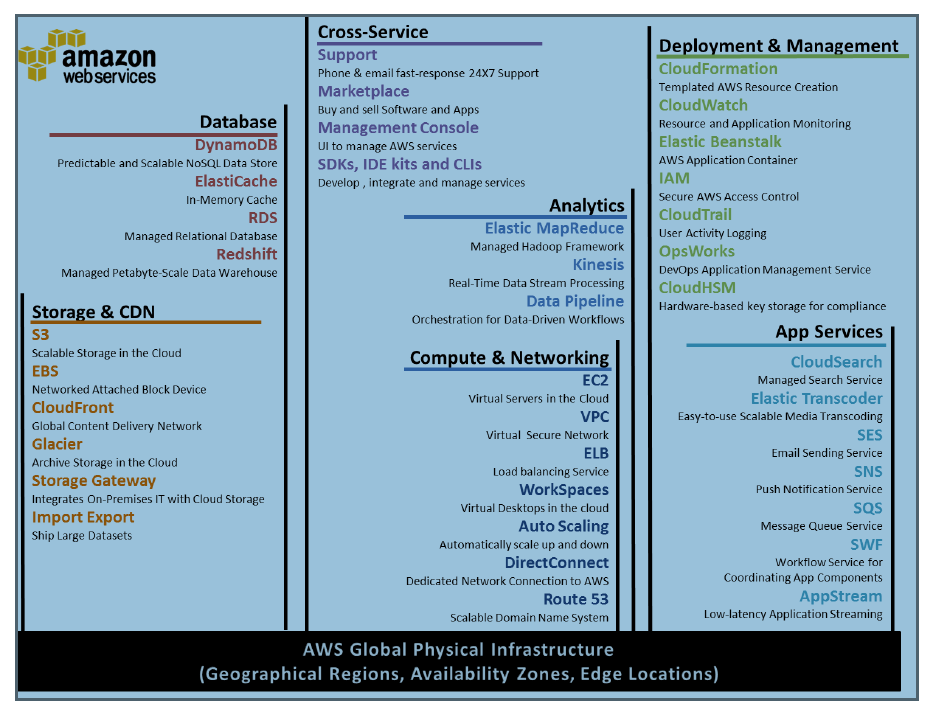 amazon
webservices
Database
DynamoDB
Predictable and Scalable NoSQL Data Store
ElastiCache
In-Memory Cache
RDS
Managed Relational Database
Redshift
Managed Petabyte-Scale Data Warehouse
Storage & CDN
S3
Scalable Storage in the Cloud
EBS
Networked Attached Block Device
CloudFront
Global Content Delivery Network
Glacier
Archive Storage in the Cloud
Storage Gateway
Integrates On-Premises IT with Cloud Storage
Import Export
Ship Large Datasets
Cross-Service
Support
Phone & email fast-response 24X7 Support
Marketplace
Buy and sell Software and Apps
Management Console
UI to manage AWS services
SDKs, IDE kits and CLIs
Develop , integrate and manage services
Analytics
Elastic MapReduce
Managed Hadoop Framework
Kinesis
Real-Time Data Stream Processing
Data Pipeline
Orchestration for Data-Driven Workflows
Compute & Networking
EC2
Virtual Servers in the Cloud
VPC
Virtual Secure Network
ELB
Load balancing Service
WorkSpaces
Virtual Desktops in the cloud
Auto Scaling
Automatically scale up and down
DirectConnect
Dedicated Network Connection to AWS
Route 53
Scalable Domain Name System
Deployment & Management
CloudFormation
Templated AWS Resource Creation
CloudWatch
Resource and Application Monitoring
Elastic Beanstalk
AWS Application Container
IAM
Secure AWS Access Control
CloudTrail
User Activity Logging
OpsWorks
DevOps Application Management Service
CloudHSM
Hardware-based key storage for compliance
App Services
CloudSearch
Managed Search Service
Elastic Transcoder
Easy-to-use Scalable Media Transcoding
SES
Email Sending Service
SNS
Push Notification Service
SQS
Message Queue Service
SWF
Workflow Service for
Coordinating App Components
AppStream
Low-latency Application Streaming
AWS Global Physical Infrastructure
(Geographical Regions, Availability Zones, Edge Locations)